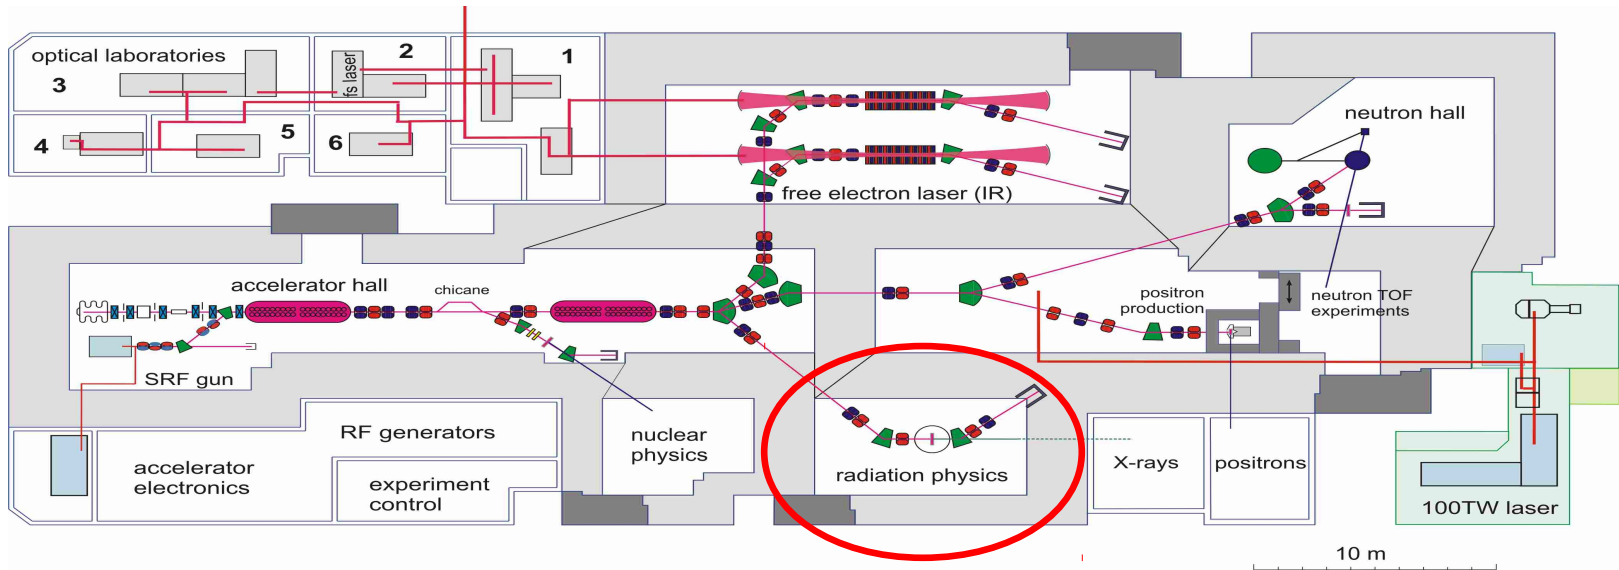 optical laboratories
3
fs laser
2
1
4
5
6
free electron laser (IR)
neutron hall
accelerator hall
chicane
positron
production
neutron TOF
experiments
SRF gun
RF generators
accelerator
electronics
experiment
control
nuclear
physics
radiation physics
X-rays
positrons
100TW laser
10 m